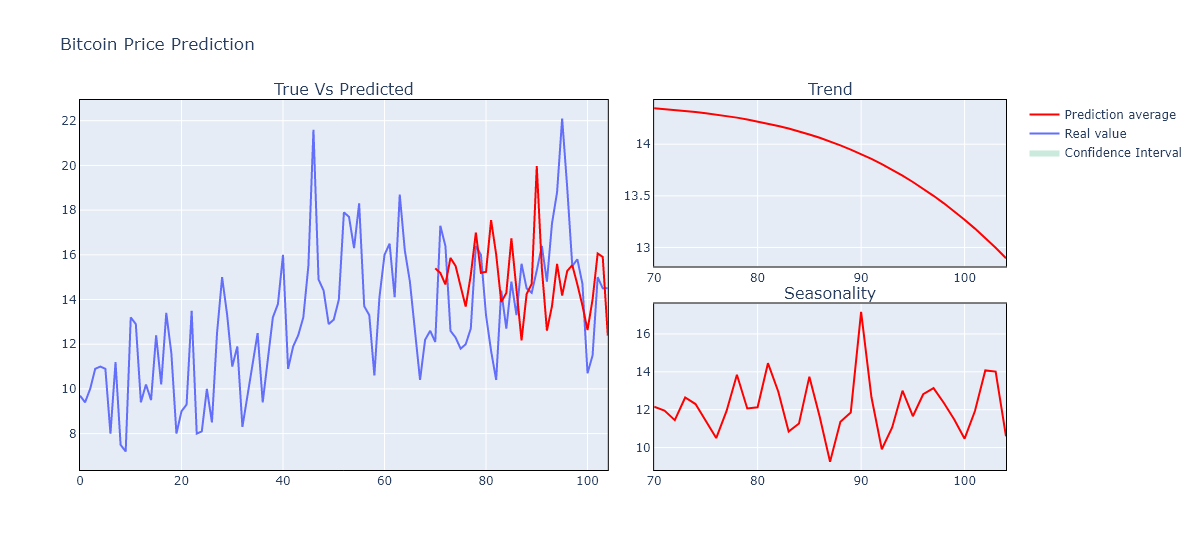 Bitcoin Price Prediction
True Vs Predicted
22
20
18
16
14
12
10
8
0 20 40 60 80 100
Trend
14
13.5
13
70 80 90 100
Seasonality
16
14
12
10
70 80 90 100
Prediction average
Real value
Confidence Interval